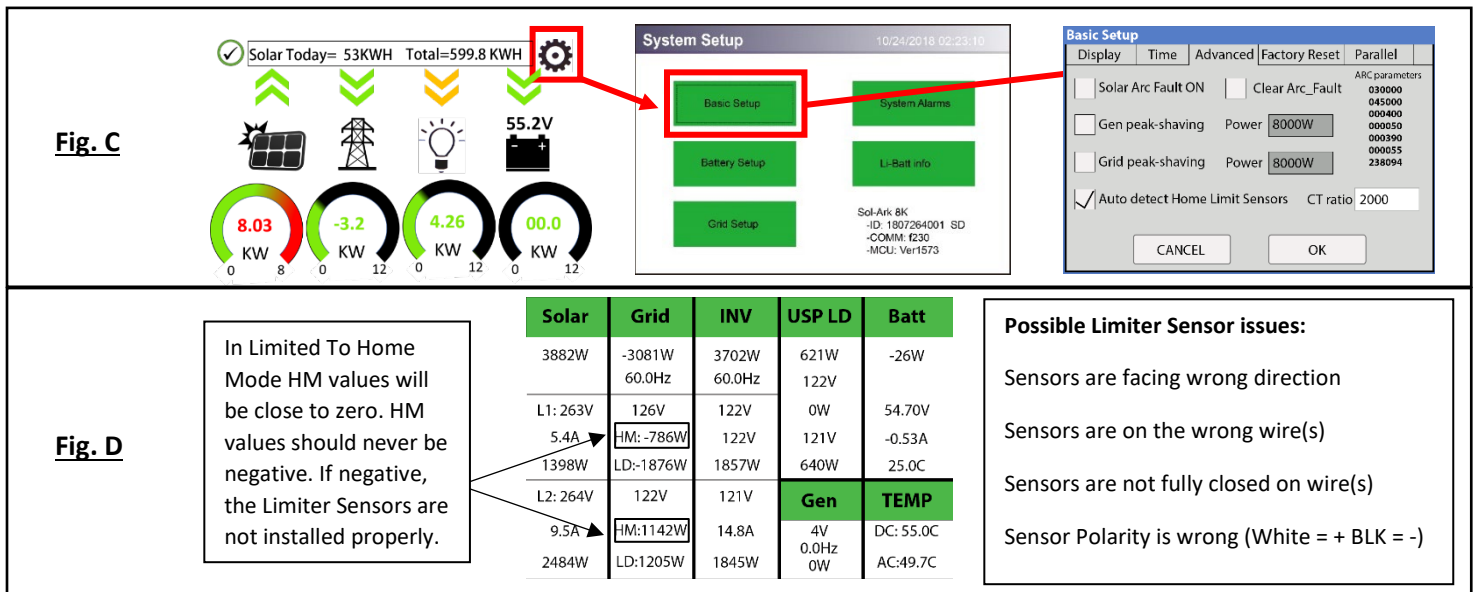 Fig. C
Solar Today= 53KWH Total=599.8 KWH
55.2V
- +
8.03
KW
0 8
-3.2
KW
0 12
4.26
KW
0 12
00.0
KW
0 12
System Setup 10/24/2018 02:23:10
Basic Setup
System Alarms
Battery Setup
Li-Batt info
Grid Setup
Sol-Ark 8K
-ID: 1807264001 SD
-COMM: f230
-MCU: Ver1573
Basic Setup
Display Time Advanced Factory Reset Parallel
Solar Arc Fault ON Clear Arc_Fault
ARC parameters
030000
045000
000400
000050
000390
000055
238094
Gen peak-shaving Power 8000W
Grid peak-shaving Power 8000W
Auto detect Home Limit Sensors CT ratio 2000
CANCEL OK
Fig. D
In Limited To Home
Mode HM values will
be close to zero. HM
values should never be
negative. If negative,
the Limiter Sensors are
not installed properly.
Solar Grid INV USP LD Batt
3882W -3081W 3702W 621W -26W
60.0Hz 60.0Hz 122V
L1: 263V 126V 122V 0W 54.70V
5.4A HM: -786W 122V 121V -0.53A
1398W LD:-1876W 1857W 640W 25.0C
L2: 264V 122V 121V Gen TEMP
9.5A HM:1142W 14.8A 4V DC: 55.0C
0.0Hz
2484W LD:1205W 1845W 0W AC:49.7C
Possible Limiter Sensor issues:
Sensors are facing wrong direction
Sensors are on the wrong wire(s)
Sensors are not fully closed on wire(s)
Sensor Polarity is wrong (White = + BLK = -)